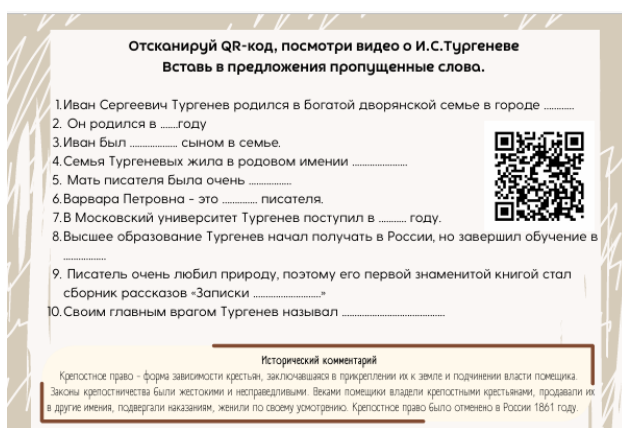 Отсканируй QR-код, посмотри видео о И.С.Тургеневе
Вставь в предложения пропущенные слова.
1.Иван Сергеевич Тургенев родился в богатой дворянской семье в городе ............
2. Он родился в .......году
3.Иван был ................... сыном в семье.
4.Семья Тургеневых жила в родовом имении ......................
5. Мать писателя была очень .................
6.Варвара Петровна - это .............. писателя.
7.В Московский университет Тургенев поступил в ........... году.
8.Высшее образование Тургенев начал получать в России, но завершил обучение в
.................
9. Писатель очень любил природу, поэтому его первой знаменитой книгой стал
сборник рассказов «Записки ...........................»
10.Своим главным врагом Тургенев называл .........................................
Исторический комментарий
Крепостное право - форма зависимости крестьян, заключавшаяся в прикреплении их к земле и подчинении власти помещика.
Законы крепостничества были жестокими и несправедливыми. Веками помещики владели крепостными крестьянами, продавали их
в другие имения, подвергали наказаниям, женили по своему усмотрению. Крепостное право было отменено в России 1861 году.